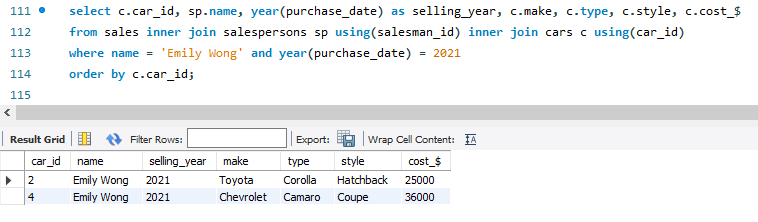 111 select c.car_id, sp.name, year(purchase_date) as selling_year, c.make, c.type, c.style, c.cost_$
112 from sales inner join salespersons sp using(salesman_id) inner join cars c using(car_id)
113 where name = 'Emily Wong' and year(purchase_date) = 2021
114 order by c.car_id;
115
Result Grid Filter Rows: Export: Wrap Cell Content: IA
car_id name selling_year make type style cost_$
2 Emily Wong 2021 Toyota Corolla Hatchback 25000
4 Emily Wong 2021 Chevrolet Camaro Coupe 36000